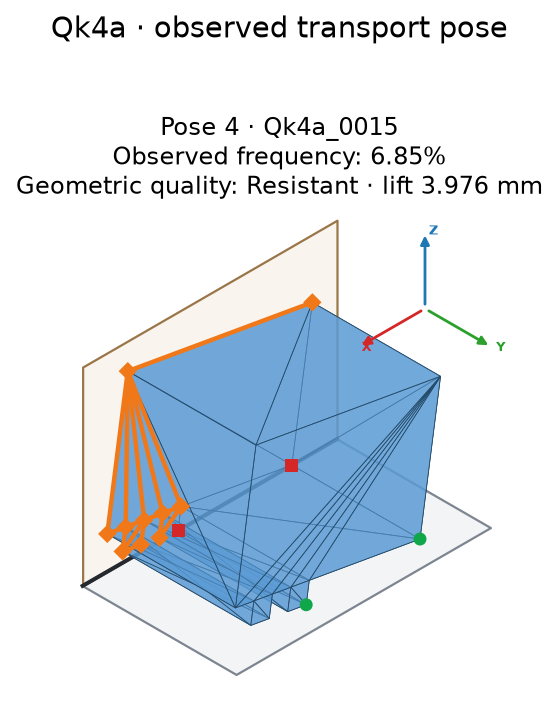 Qk4a · observed transport pose
Pose 4 · Qk4a_0015
Observed frequency: 6.85%
Geometric quality: Resistant · lift 3.976 mm
Z
X
Y